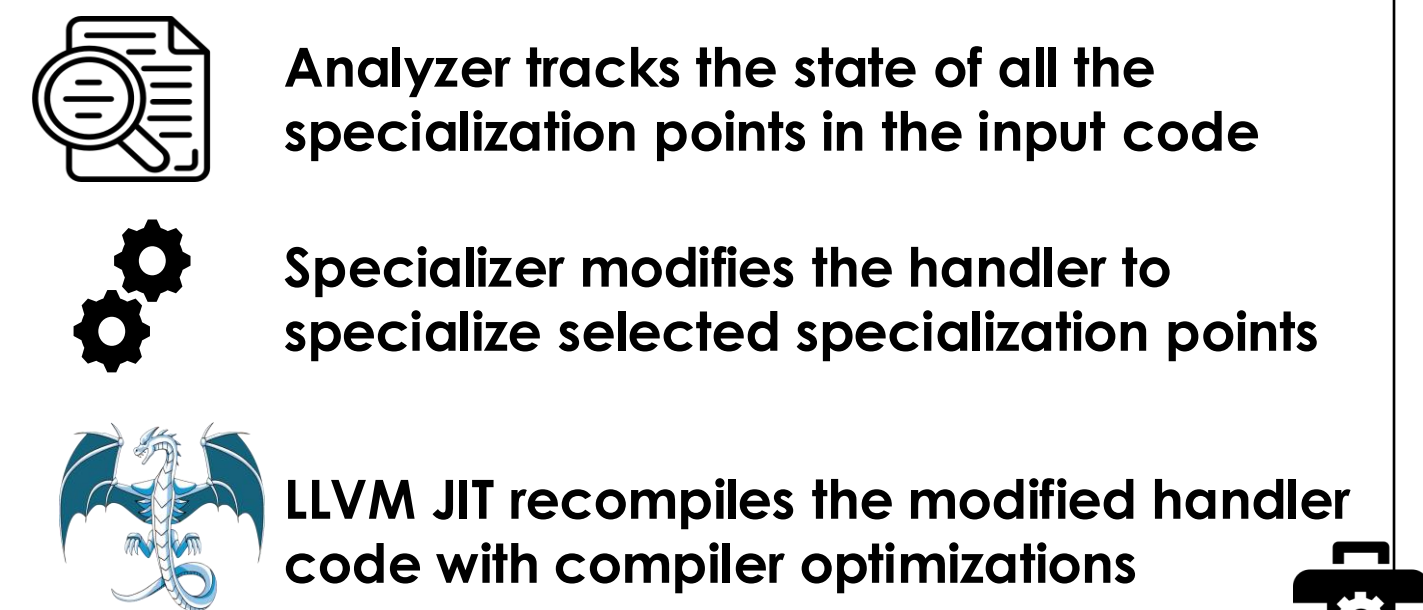 Analyzer tracks the state of all the
specialization points in the input code
Specializer modifies the handler to
specialize selected specialization points
LLVM JIT recompiles the modified handler
code with compiler optimizations